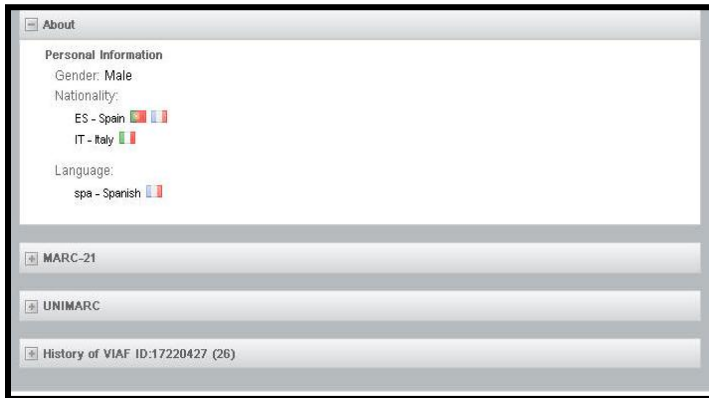 About
Personal Information
Gender: Male
Nationality:
ES - Spain
IT - Italy
Language:
spa - Spanish
MARC-21
UNIMARC
History of VIAF ID:17220427 (26)